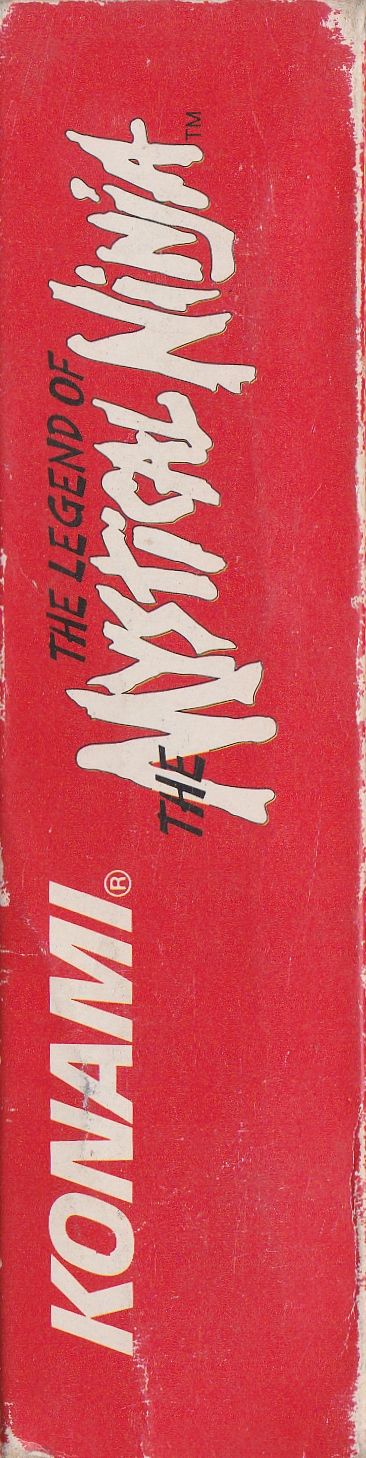 KONAMI®
THE LEGEND OF
THE MYSTICAL NINJA™